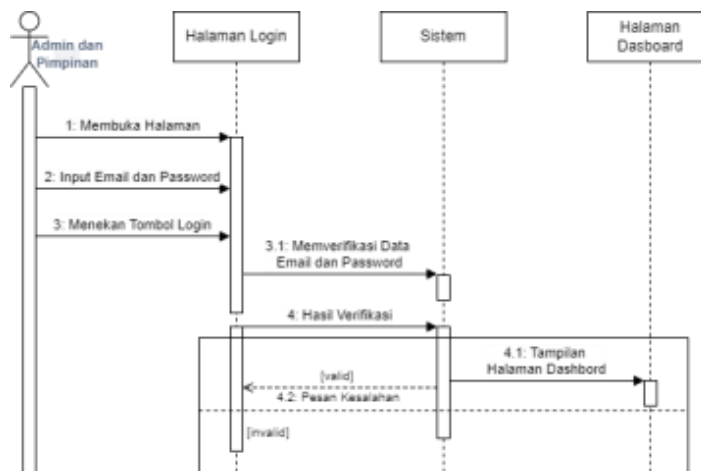 Admin dan
Pimpinan
Halaman Login
Sistem
Halaman
Dasboard
1: Membuka Halaman
2: Input Email dan Password
3: Menekan Tombol Login
3.1: Memverifikasi Data
Email dan Password
4: Hasil Verifikasi
4.1: Tampilan
Halaman Dashbord
[valid]
4.2: Pesan Kesalahan
[invalid]